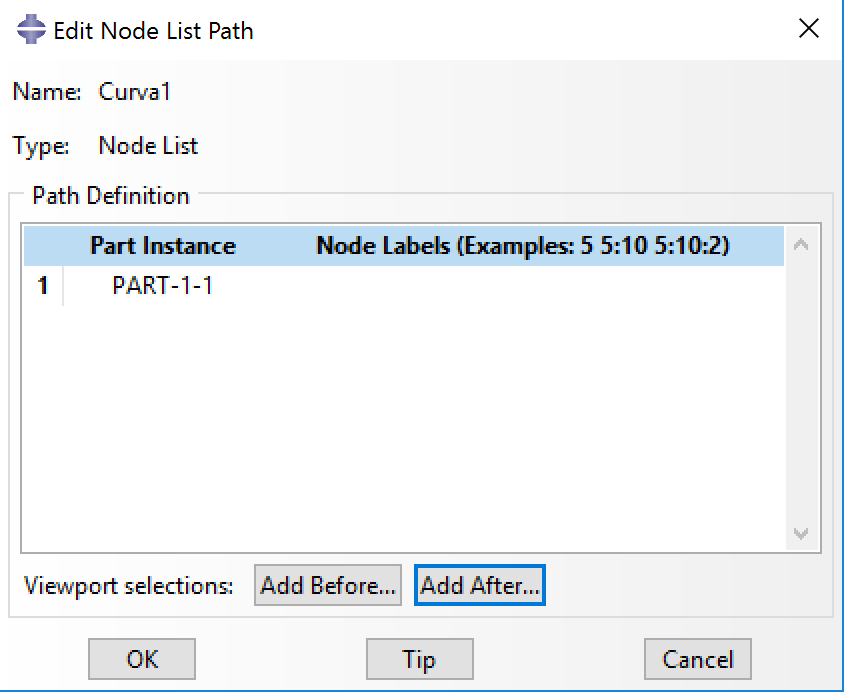 Edit Node List Path
Name: Curva1
Type: Node List
Path Definition
Part Instance Node Labels (Examples: 5 5:10 5:10:2)
1 PART-1-1
Viewport selections: Add Before... Add After...
OK Tip Cancel